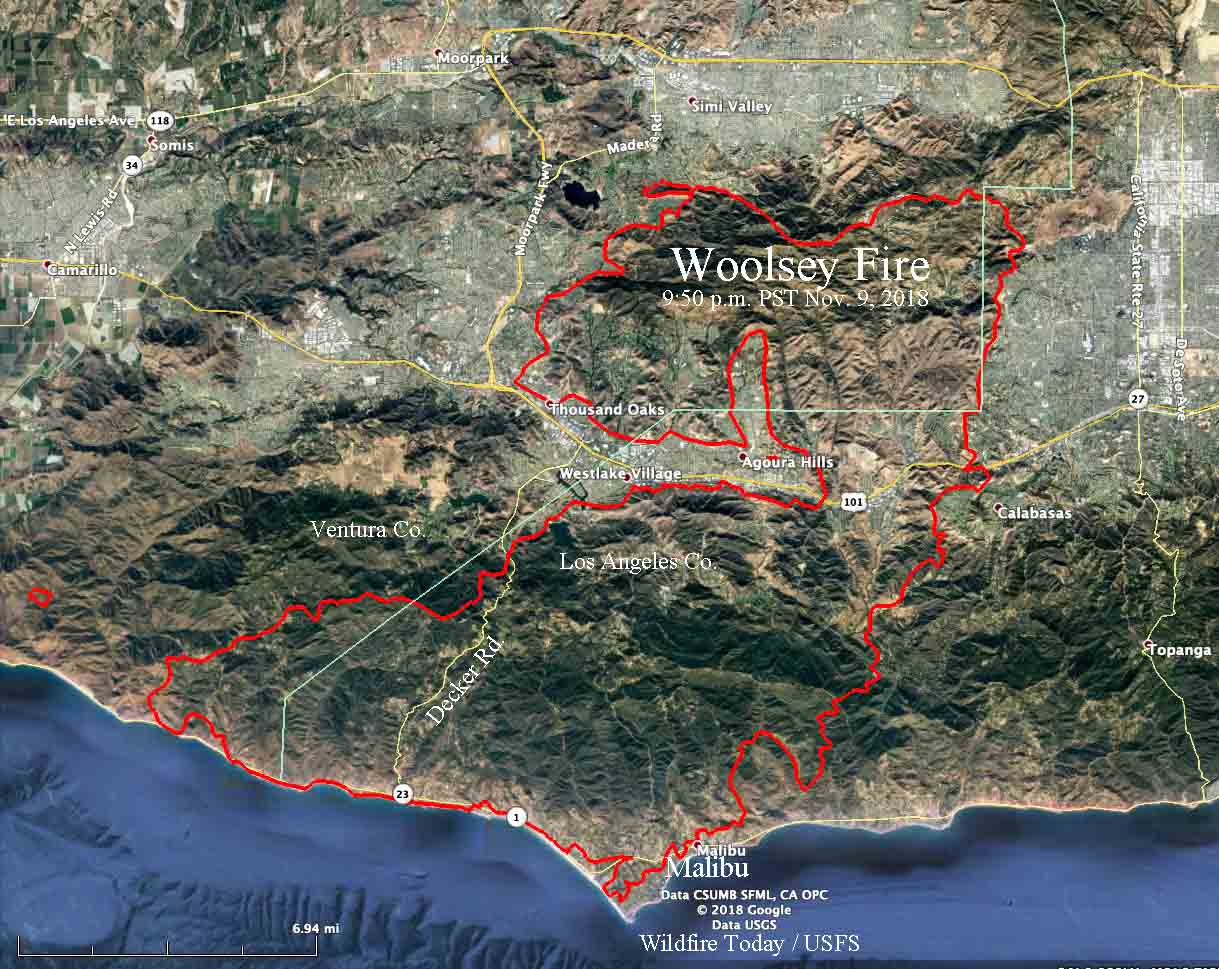 Moorpark
Simi Valley
E Los Angeles Ave
118
Somis
34
Madera Rd
N Lewis Rd
Moorpark Fwy
California State Rte 27
Camarillo
Woolsey Fire
9:50 p.m. PST Nov. 9, 2018
De Soto Ave
27
Thousand Oaks
Agoura Hills
Westlake Village
101
Calabasas
Ventura Co.
Los Angeles Co.
Topanga
Decker Rd.
23
1
Malibu
Malibu
Data CSUMB SFML, CA OPC
© 2018 Google
Data USGS
6.94 mi
Wildfire Today / USFS